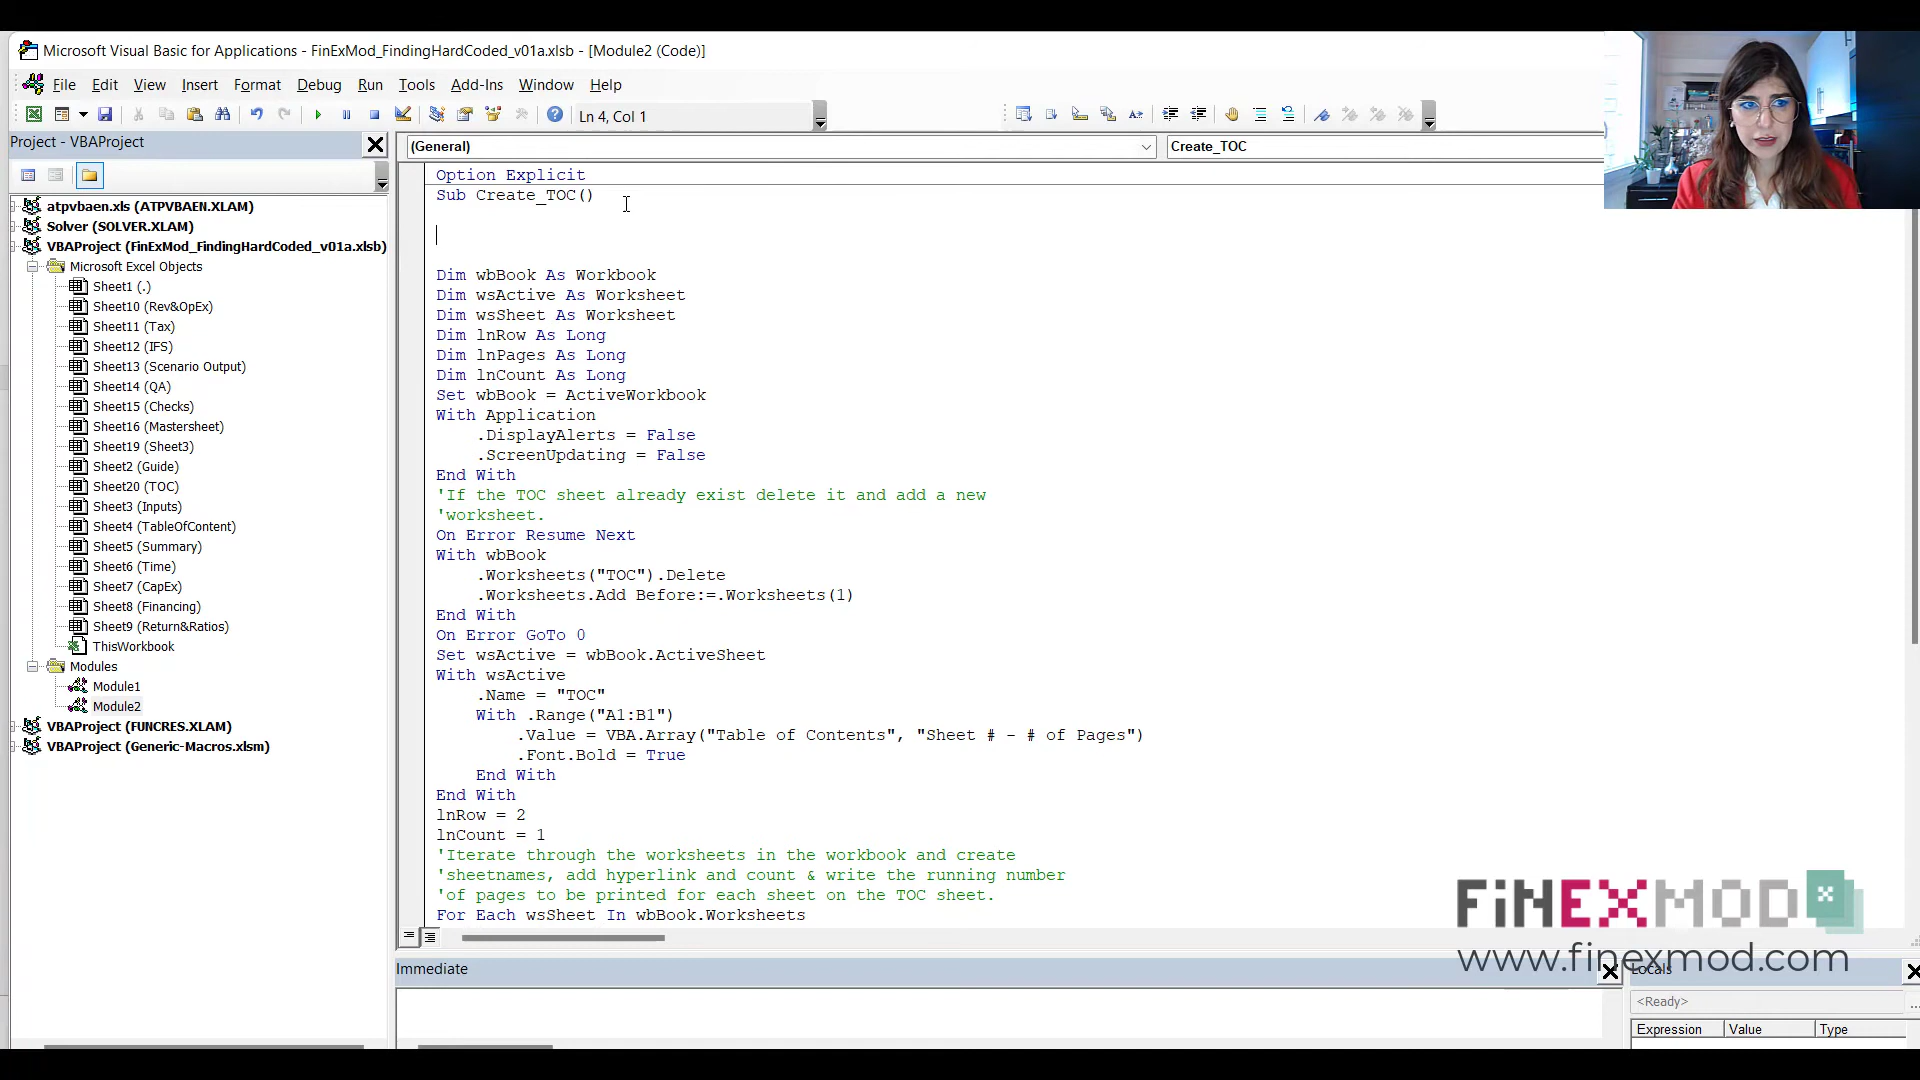 Microsoft Visual Basic for Applications - FinExMod_FindingHardCoded_v01a.xlsb - [Module2 (Code)]
File Edit View Insert Format Debug Run Tools Add-Ins Window Help
Ln 4, Col 1
Project - VBAProject
atpvbaen.xls (ATPVBAEN.XLAM)
Solver (SOLVER.XLAM)
VBAProject (FinExMod_FindingHardCoded_v01a.xlsb)
Microsoft Excel Objects
Sheet1 (.)
Sheet10 (Rev&OpEx)
Sheet11 (Tax)
Sheet12 (IFS)
Sheet13 (Scenario Output)
Sheet14 (QA)
Sheet15 (Checks)
Sheet16 (Mastersheet)
Sheet19 (Sheet3)
Sheet2 (Guide)
Sheet20 (TOC)
Sheet3 (Inputs)
Sheet4 (TableOfContent)
Sheet5 (Summary)
Sheet6 (Time)
Sheet7 (CapEx)
Sheet8 (Financing)
Sheet9 (Return&Ratios)
ThisWorkbook
Modules
Module1
Module2
VBAProject (FUNCRES.XLAM)
VBAProject (Generic-Macros.xlsm)
(General) Create_TOC
Option Explicit
Sub Create_TOC()
Dim wbBook As Workbook
Dim wsActive As Worksheet
Dim wsSheet As Worksheet
Dim lnRow As Long
Dim lnPages As Long
Dim lnCount As Long
Set wbBook = ActiveWorkbook
With Application
.DisplayAlerts = False
.ScreenUpdating = False
End With
'If the TOC sheet already exist delete it and add a new
'worksheet.
On Error Resume Next
With wbBook
.Worksheets("TOC").Delete
.Worksheets.Add Before:=.Worksheets(1)
End With
On Error GoTo 0
Set wsActive = wbBook.ActiveSheet
With wsActive
.Name = "TOC"
With .Range("A1:B1")
.Value = VBA.Array("Table of Contents", "Sheet # - # of Pages")
.Font.Bold = True
End With
End With
lnRow = 2
lnCount = 1
'Iterate through the worksheets in the workbook and create
'sheetnames, add hyperlink and count & write the running number
'of pages to be printed for each sheet on the TOC sheet.
For Each wsSheet In wbBook.Worksheets
FiNEXMOD
www.finexmod.com
Immediate
Locals
<Ready>
Expression Value Type